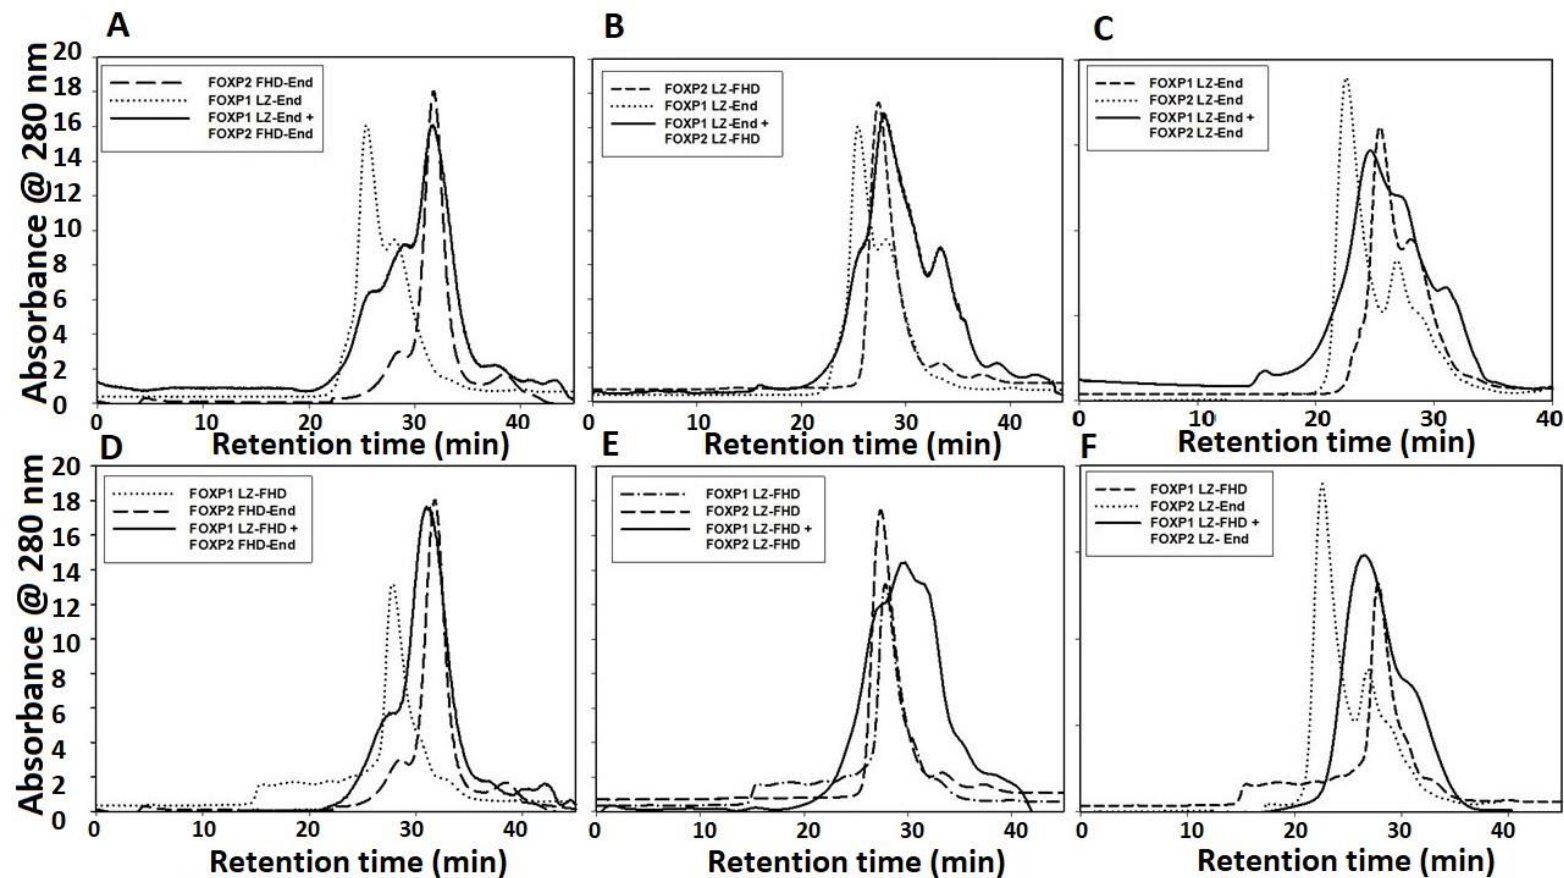 A
B
C
Absorbance @ 280 nm
20
18
16
14
12
10
8
6
4
2
0
FOXP2 FHD-End
FOXP1 LZ-End
FOXP1 LZ-End +
FOXP2 FHD-End
FOXP2 LZ-FHD
FOXP1 LZ-End
FOXP1 LZ-End +
FOXP2 LZ-FHD
FOXP1 LZ-End
FOXP2 LZ-End
FOXP1 LZ-End +
FOXP2 LZ-End
0 10 20 30 40
0 10 20 30 40
0 10 20 30 40
Retention time (min)
Retention time (min)
Retention time (min)
D
E
F
Absorbance @ 280 nm
20
18
16
14
12
10
8
6
4
2
0
FOXP1 LZ-FHD
FOXP2 FHD-End
FOXP1 LZ-FHD +
FOXP2 FHD-End
FOXP1 LZ-FHD
FOXP2 LZ-FHD
FOXP1 LZ-FHD +
FOXP2 LZ-FHD
FOXP1 LZ-FHD
FOXP2 LZ-End
FOXP1 LZ-FHD +
FOXP2 LZ- End
0 10 20 30 40
0 10 20 30 40
0 10 20 30 40
Retention time (min)
Retention time (min)
Retention time (min)